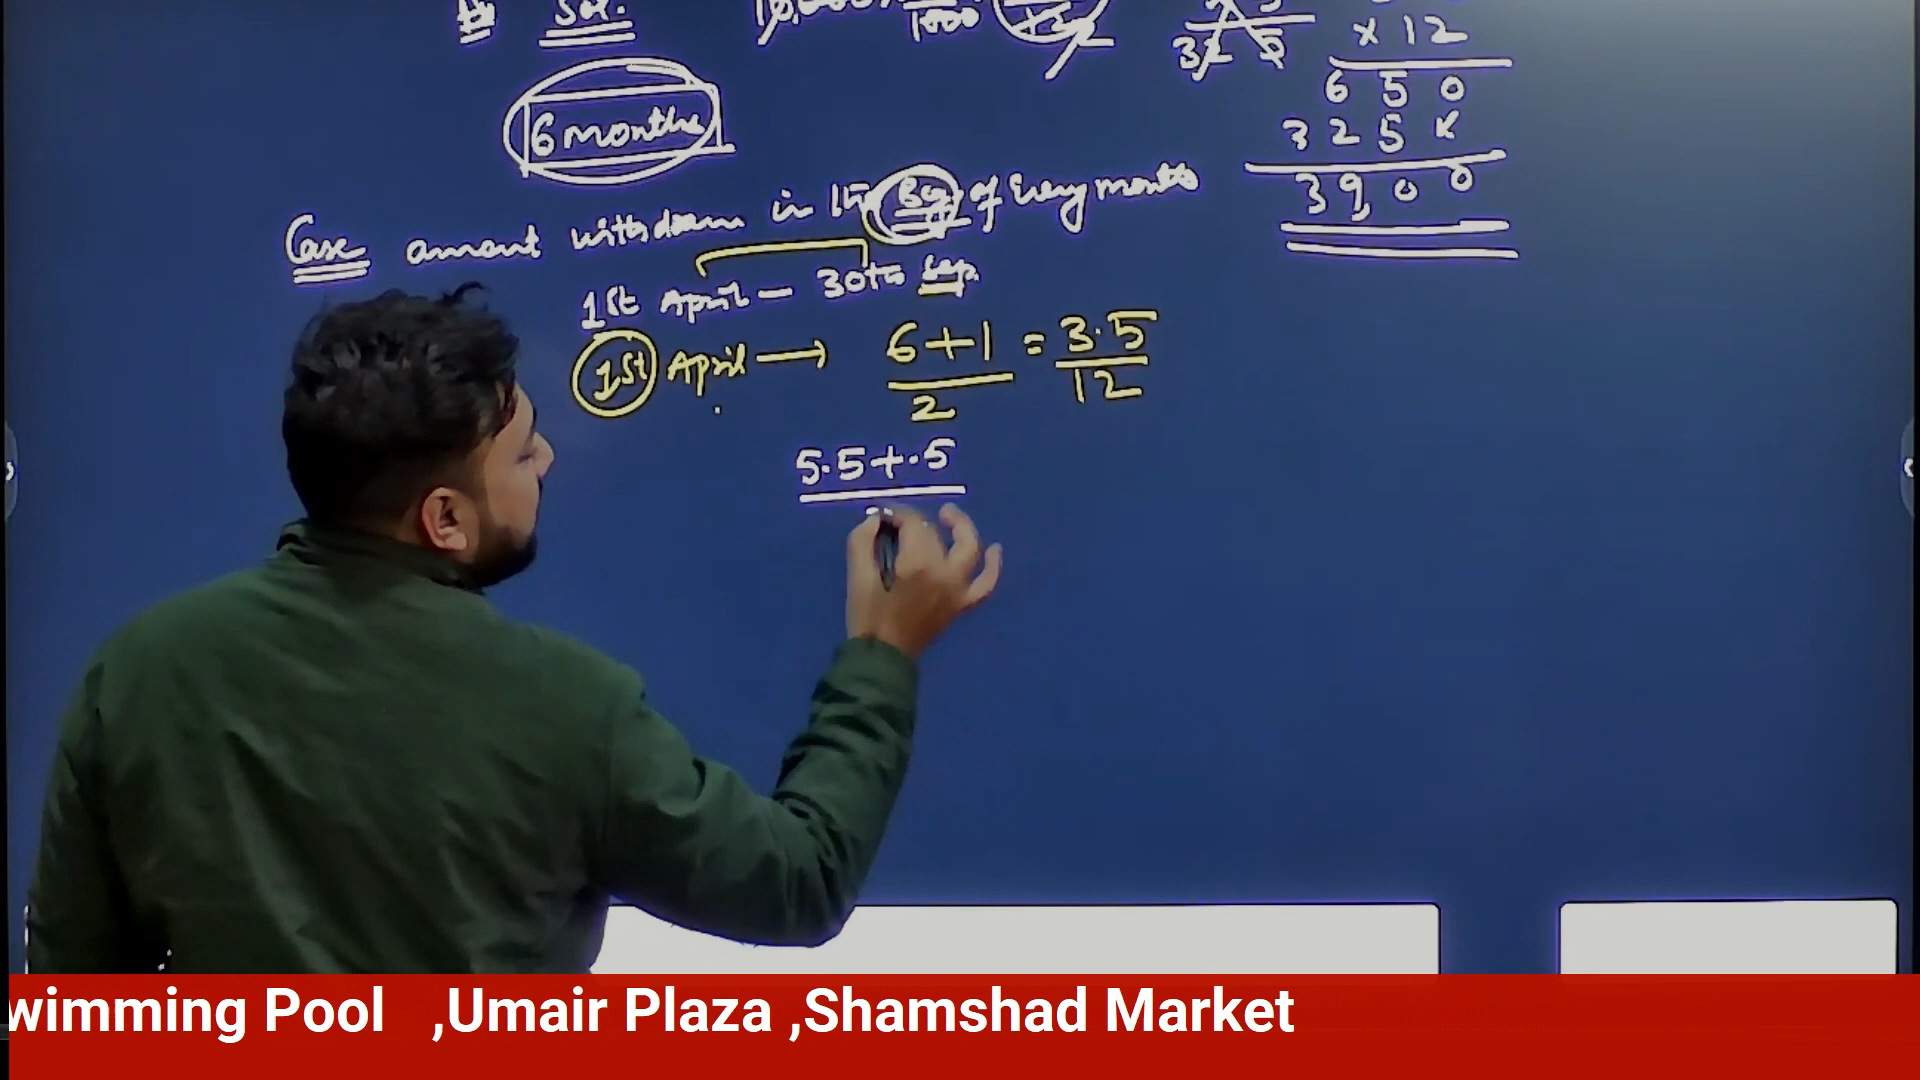 Sol.
1000
× 12
6 months
6 5 0
3 2 5 ×
3 9 0 0
Case amount withdrawn in the of every month
1st April – 30th Sep.
1st April → 6+1 / 2 = 3.5 / 12
5.5+.5
wimming Pool ,Umair Plaza ,Shamshad Market